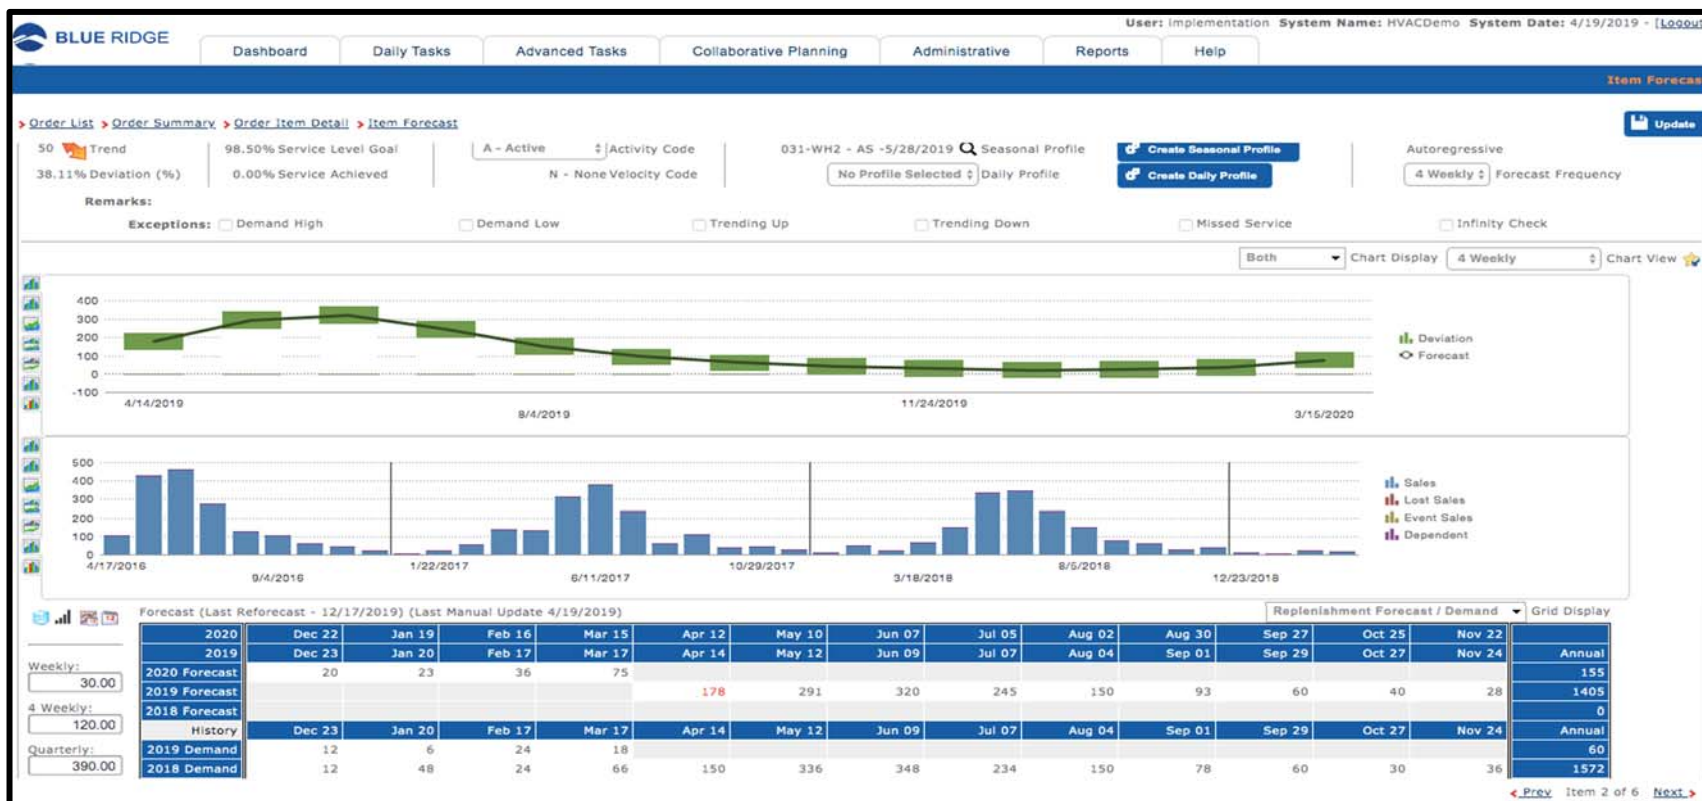 User: Implementation System Name: HVACDemo System Date: 4/19/2019 - [Logout
BLUE RIDGE
Dashboard Daily Tasks Advanced Tasks Collaborative Planning Administrative Reports Help
Item Forecas
Order List Order Summary Order Item Detail Item Forecast
Update
50 Trend 98.50% Service Level Goal A - Active Activity Code 031-WH2 - AS -5/28/2019 Seasonal Profile Create Seasonal Profile Autoregressive
38.11% Deviation (%) 0.00% Service Achieved N - None Velocity Code No Profile Selected Daily Profile Create Daily Profile 4 Weekly Forecast Frequency
Remarks:
Exceptions: Demand High Demand Low Trending Up Trending Down Missed Service Infinity Check
Both Chart Display 4 Weekly Chart View
400
300
200
100
0
-100
4/14/2019 8/4/2019 11/24/2019 3/15/2020
Deviation
Forecast
500
400
300
200
100
0
4/17/2016 9/4/2016 1/22/2017 6/11/2017 10/29/2017 3/18/2018 8/5/2018 12/23/2018
Sales
Lost Sales
Event Sales
Dependent
Forecast (Last Reforecast - 12/17/2019) (Last Manual Update 4/19/2019) Replenishment Forecast / Demand Grid Display
2020 Dec 22 Jan 19 Feb 16 Mar 15 Apr 12 May 10 Jun 07 Jul 05 Aug 02 Aug 30 Sep 27 Oct 25 Nov 22
2019 Dec 23 Jan 20 Feb 17 Mar 17 Apr 14 May 12 Jun 09 Jul 07 Aug 04 Sep 01 Sep 29 Oct 27 Nov 24 Annual
2020 Forecast 20 23 36 75 155
2019 Forecast 178 291 320 245 150 93 60 40 28 1405
2018 Forecast 0
History Dec 23 Jan 20 Feb 17 Mar 17 Apr 14 May 12 Jun 09 Jul 07 Aug 04 Sep 01 Sep 29 Oct 27 Nov 24 Annual
2019 Demand 12 6 24 18 60
2018 Demand 12 48 24 66 150 336 348 234 150 78 60 30 36 1572
Weekly:
30.00
4 Weekly:
120.00
Quarterly:
390.00
Prev Item 2 of 6 Next